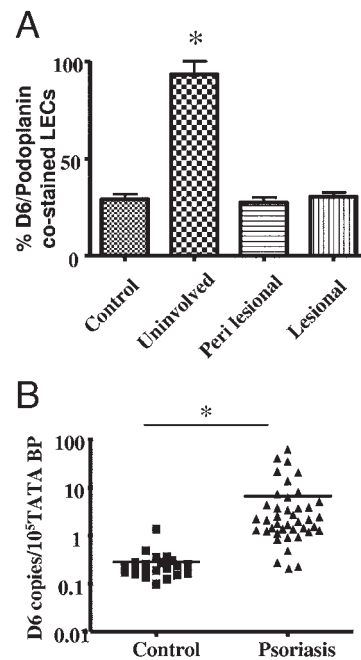 A
% D6/Podoplanin
co-stained LECs
100
50
0
*
Control
Uninvolved
Peri lesional
Lesional
B
D6 copies/10⁵TATA BP
100
10
1
0.1
0.01
*
Control
Psoriasis